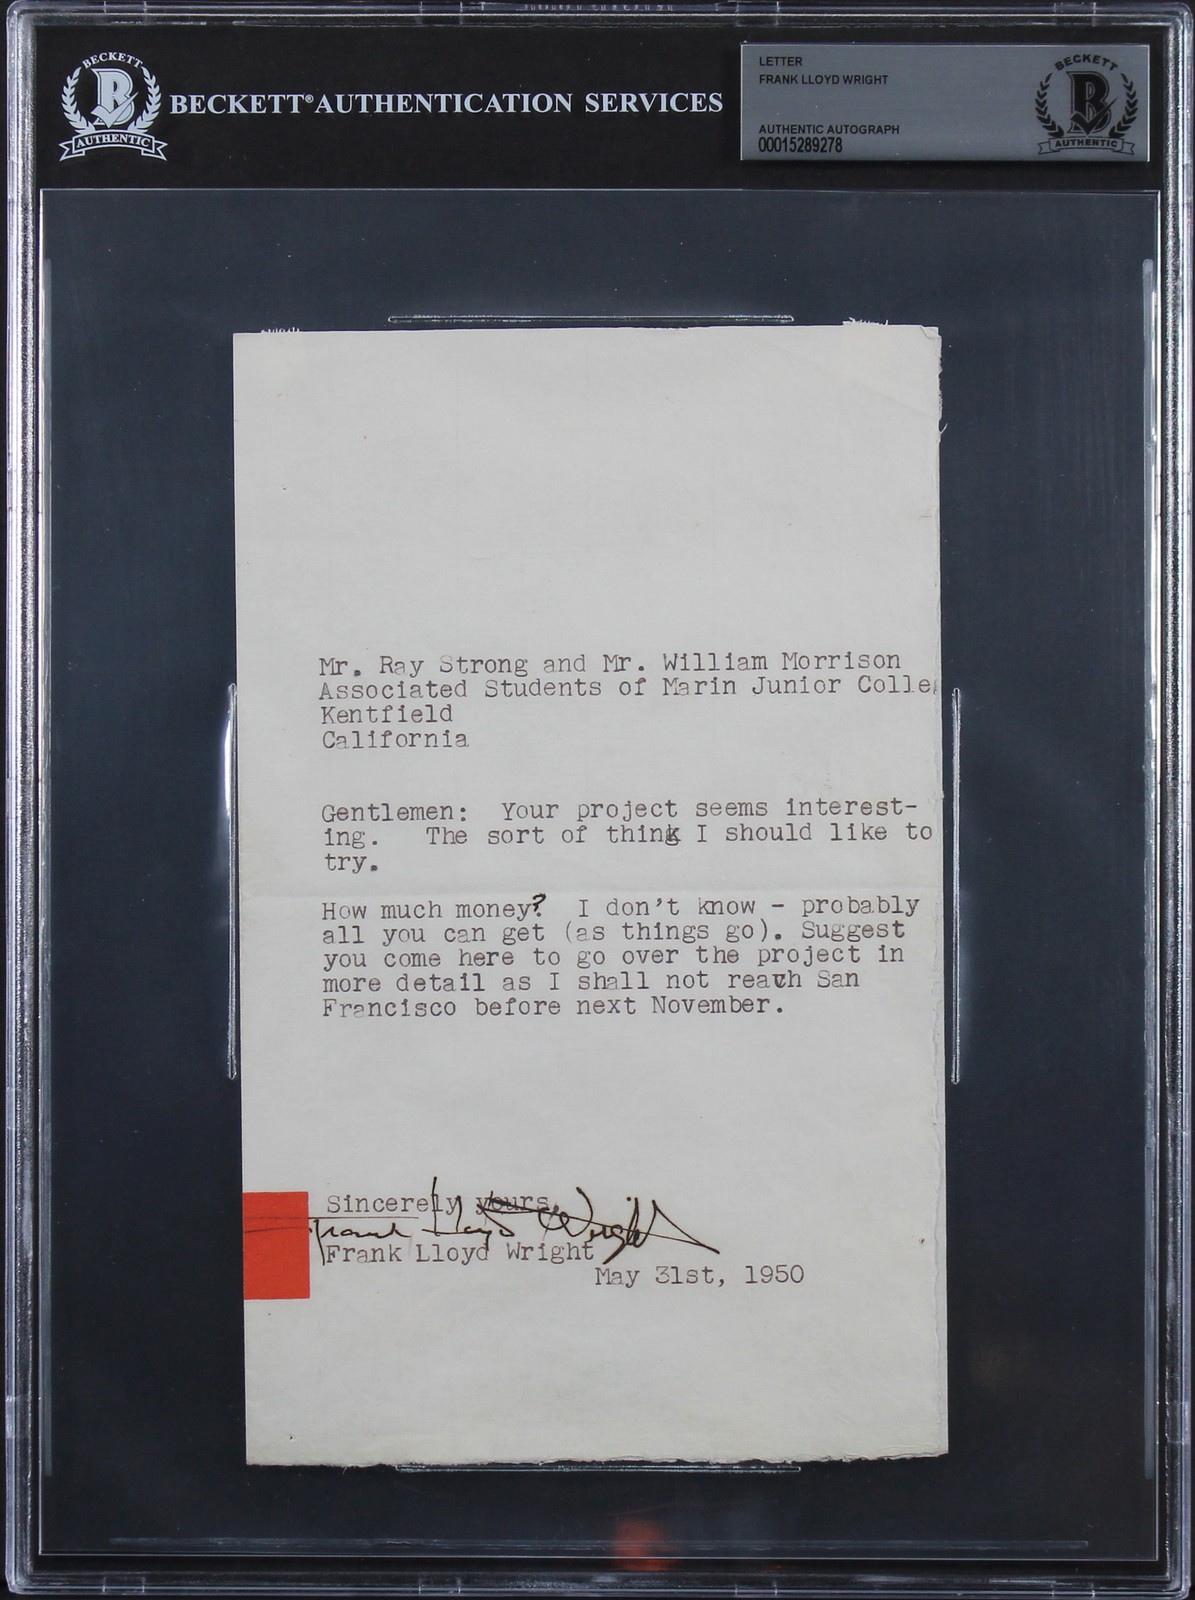 BECKETT
B
AUTHENTIC
BECKETT® AUTHENTICATION SERVICES
LETTER
FRANK LLOYD WRIGHT
AUTHENTIC AUTOGRAPH
00015289278
BECKETT
B
AUTHENTIC
Mr. Ray Strong and Mr. William Morrison
Associated Students of Marin Junior Colle
Kentfield
California
Gentlemen: Your project seems interest-
ing. The sort of think I should like to
try.
How much money? I don't know - probably
all you can get (as things go). Suggest
you come here to go over the project in
more detail as I shall not reach San
Francisco before next November.
Sincerely yours,
Frank Lloyd Wright
Frank Lloyd Wright
May 31st, 1950